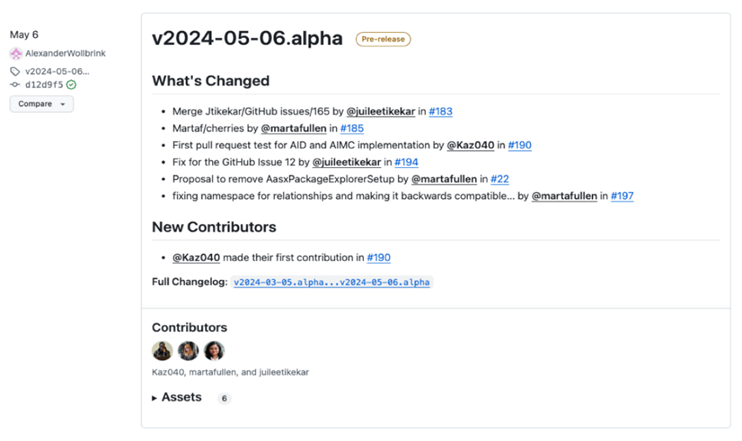 May 6
AlexanderWollbrink
v2024-05-06...
d12d9f5
Compare
v2024-05-06.alpha Pre-release
What's Changed
• Merge Jtikekar/GitHub issues/165 by @juileetikekar in #183
• Martaf/cherries by @martafullen in #185
• First pull request test for AID and AIMC implementation by @Kaz040 in #190
• Fix for the GitHub Issue 12 by @juileetikekar in #194
• Proposal to remove AasxPackageExplorerSetup by @martafullen in #22
• fixing namespace for relationships and making it backwards compatible... by @martafullen in #197
New Contributors
• @Kaz040 made their first contribution in #190
Full Changelog: v2024-03-05.alpha...v2024-05-06.alpha
Contributors
Kaz040, martafullen, and juileetikekar
Assets 6